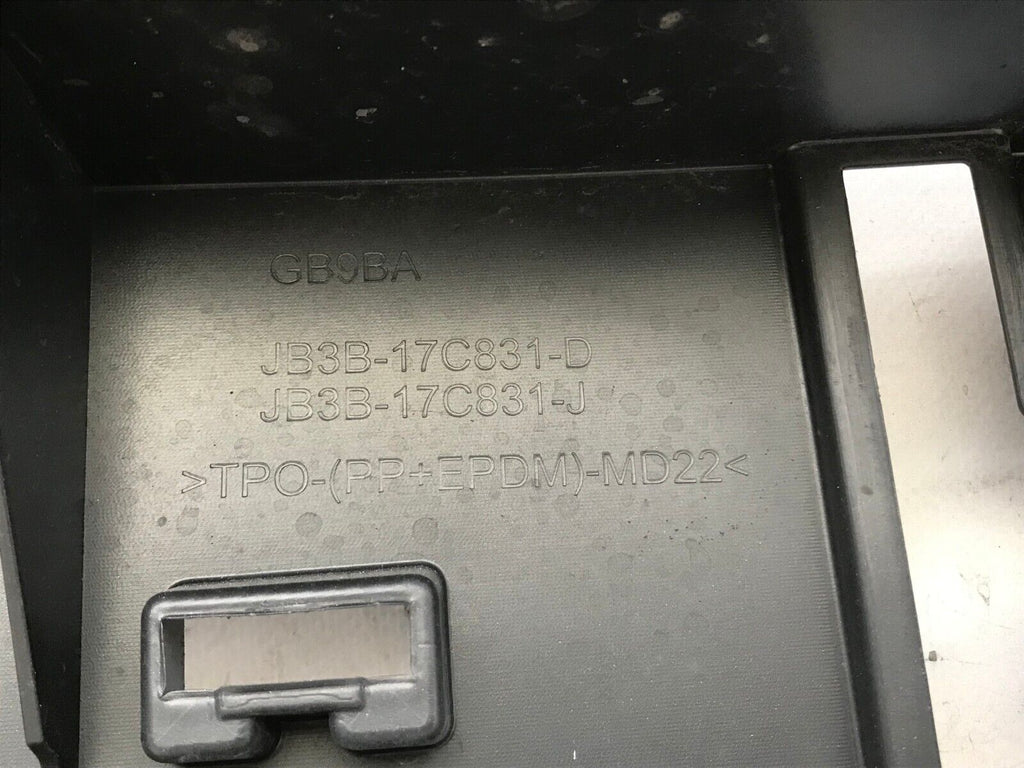 GB9BA
JB3B-17C831-D
JB3B-17C831-J
>TPO-(PP+EPDM)-MD22<